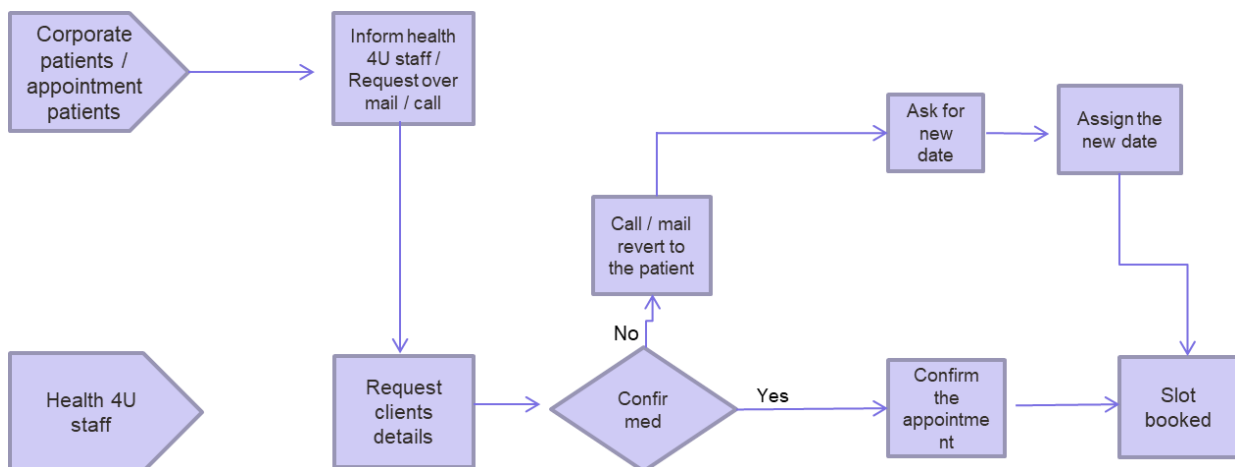 Corporate
patients /
appointment
patients
Inform health
4U staff /
Request over
mail / call
Ask for
new
date
Assign the
new date
Call / mail
revert to
the patient
No
Health 4U
staff
Request
clients
details
Confir
med
Yes
Confirm
the
appointme
nt
Slot
booked